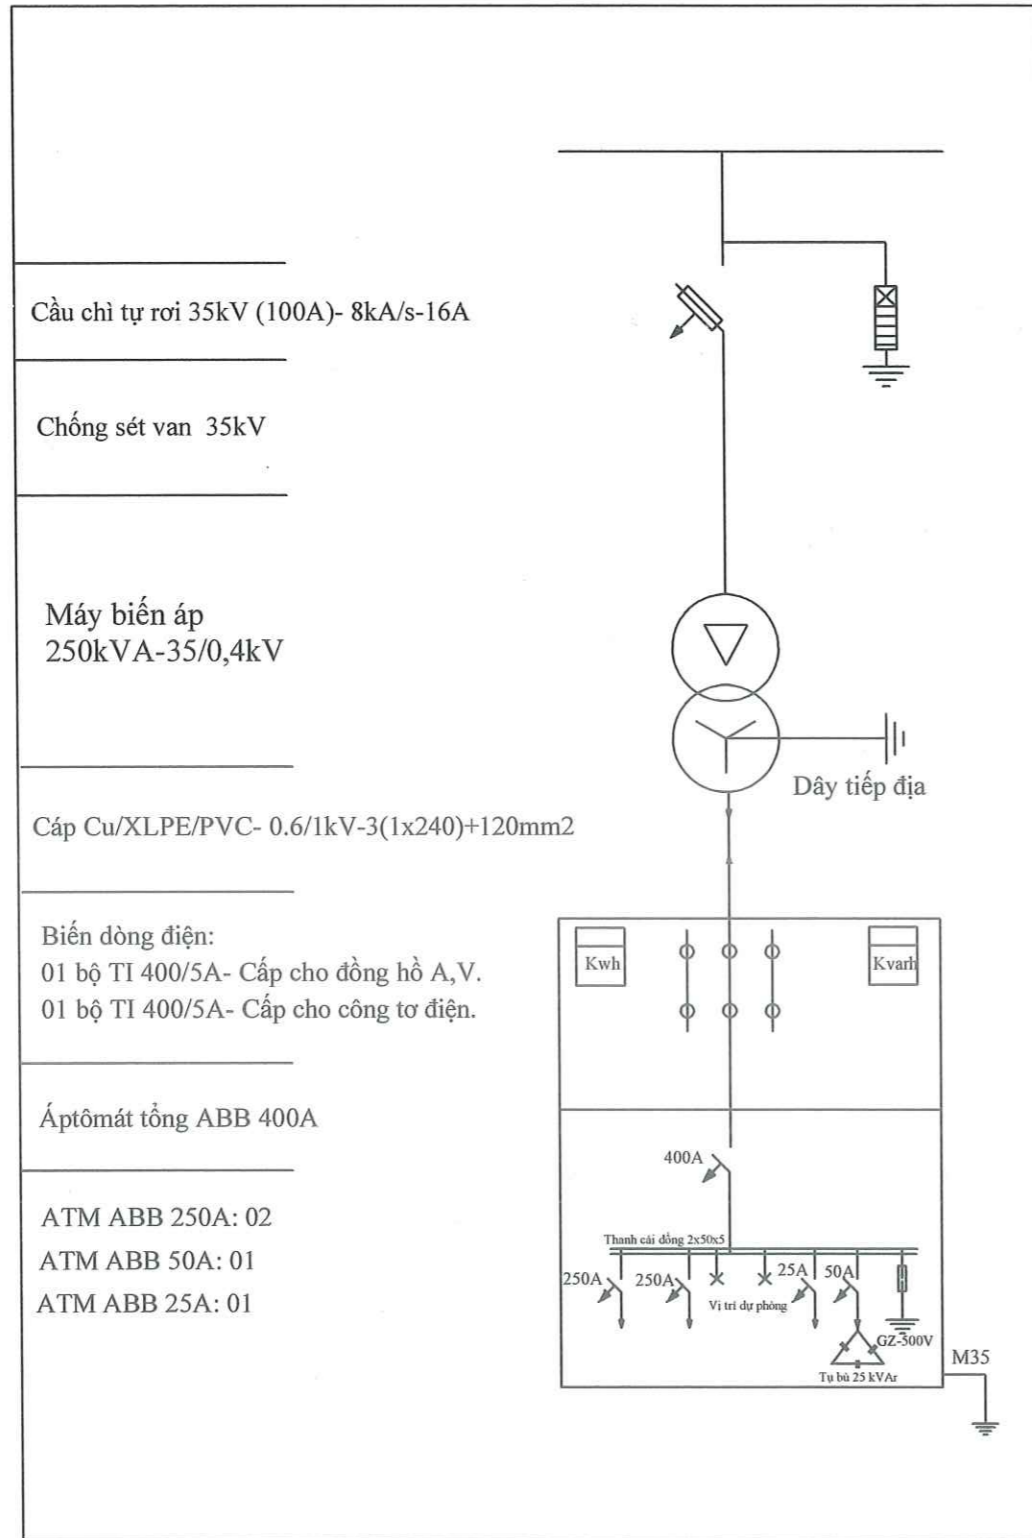 Cầu chì tự rơi 35kV (100A)- 8kA/s-16A
Chống sét van 35kV
Máy biến áp
250kVA-35/0,4kV
Dây tiếp địa
Cáp Cu/XLPE/PVC- 0.6/1kV-3(1x240)+120mm2
Biến dòng điện:
01 bộ TI 400/5A- Cấp cho đồng hồ A,V.
01 bộ TI 400/5A- Cấp cho công tơ điện.
Kwh
Kvarh
Áptômát tổng ABB 400A
400A
ATM ABB 250A: 02
ATM ABB 50A: 01
ATM ABB 25A: 01
Thanh cái đồng 2x50x5
250A
250A
25A
50A
Vị trí dự phòng
GZ-500V
Tụ bù 25 kVAr
M35